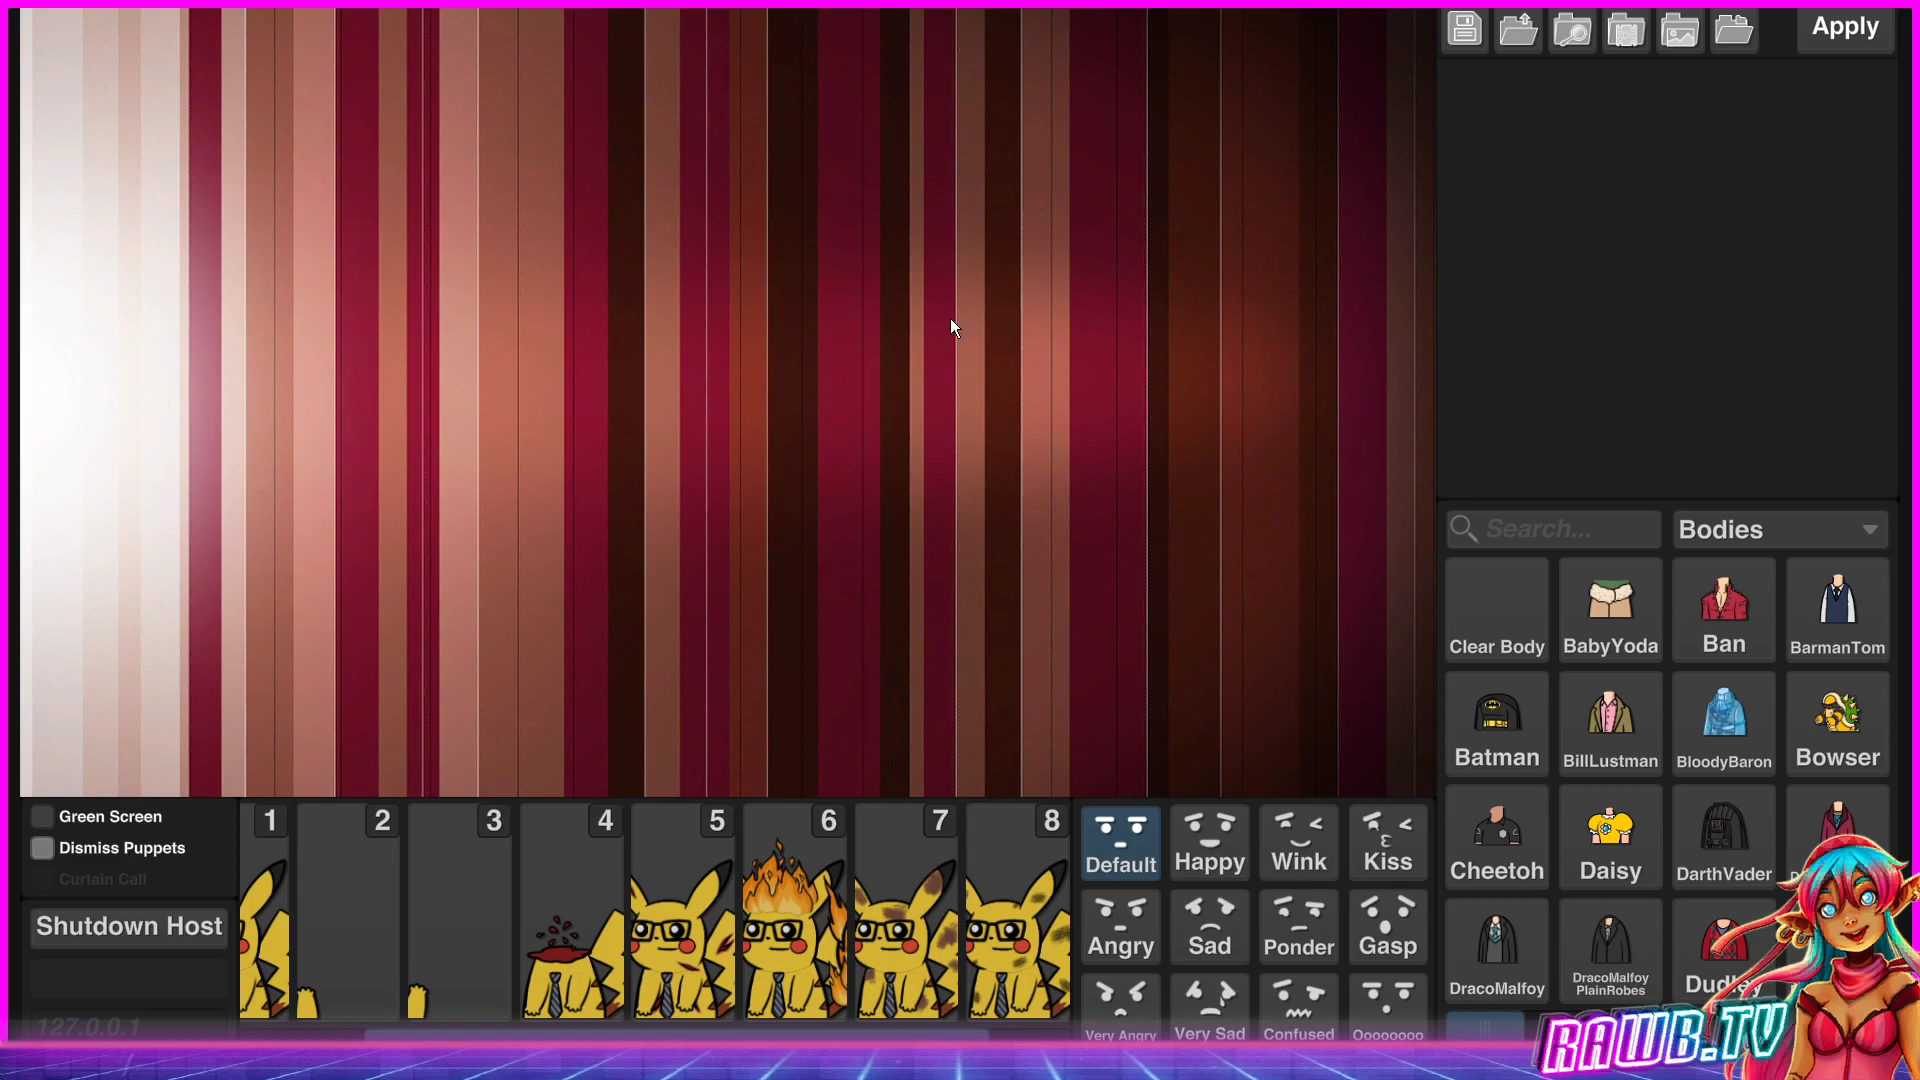 Apply
Search...
Bodies
Clear Body
BabyYoda
Ban
BarmanTom
Batman
BillLustman
BloodyBaron
Bowser
Cheetoh
Daisy
DarthVader
DracoMalfoy
DracoMalfoy
PlainRobes
Green Screen
Dismiss Puppets
Curtain Call
Shutdown Host
127.0.0.1
1
2
3
4
5
6
7
8
Default
Happy
Wink
Kiss
Angry
Sad
Ponder
Gasp
Very Angry
Very Sad
Confused
Oooooooo
RAWB.TV